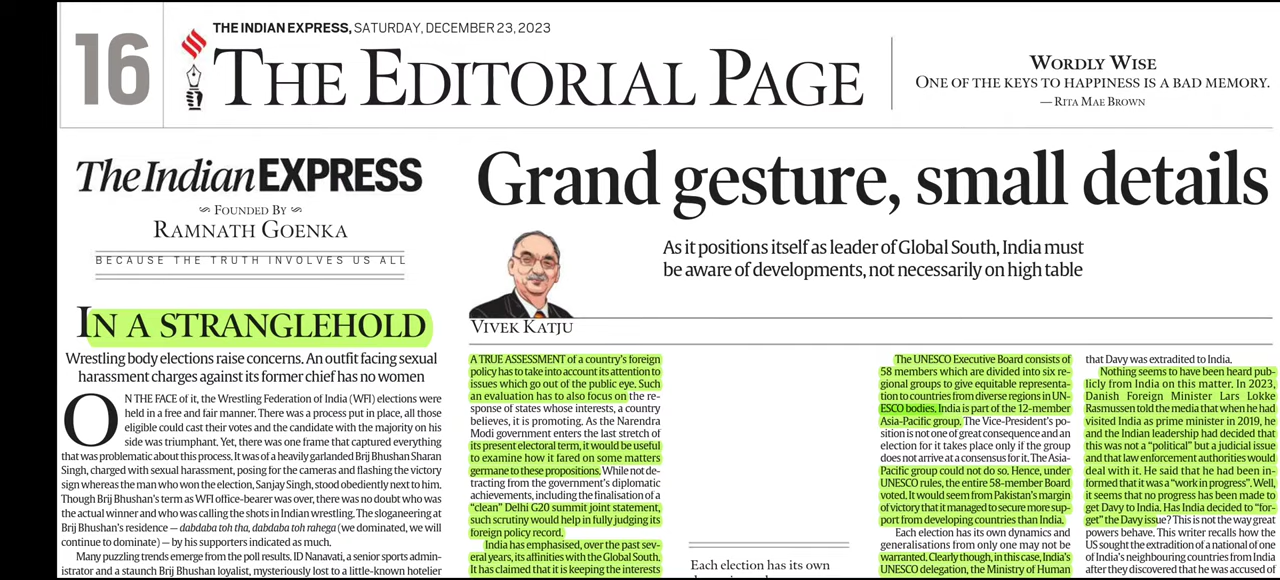 16
THE INDIAN EXPRESS, SATURDAY, DECEMBER 23, 2023
THE EDITORIAL PAGE
WORDLY WISE
ONE OF THE KEYS TO HAPPINESS IS A BAD MEMORY.
— RITA MAE BROWN
The Indian EXPRESS
FOUNDED BY
RAMNATH GOENKA
BECAUSE THE TRUTH INVOLVES US ALL
IN A STRANGLEHOLD
Wrestling body elections raise concerns. An outfit facing sexual
harassment charges against its former chief has no women
ON THE FACE of it, the Wrestling Federation of India (WFI) elections were
held in a free and fair manner. There was a process put in place, all those
eligible could cast their votes and the candidate with the majority on his
side was triumphant. Yet, there was one frame that captured everything
that was problematic about this process. It was of a heavily garlanded Brij Bhushan Sharan
Singh, charged with sexual harassment, posing for the cameras and flashing the victory
sign whereas the man who won the election, Sanjay Singh, stood obediently next to him.
Though Brij Bhushan's term as WFI office-bearer was over, there was no doubt who was
the actual winner and who was calling the shots in Indian wrestling. The sloganeering at
Brij Bhushan's residence — dabdaba toh tha, dabdaba toh rahega (we dominated, we will
continue to dominate) — by his supporters indicated as much.
Many puzzling trends emerge from the poll results. ID Nanavati, a senior sports admin-
istrator and a staunch Brij Bhushan loyalist, mysteriously lost to a little-known hotelier
Grand gesture, small details
As it positions itself as leader of Global South, India must
be aware of developments, not necessarily on high table
VIVEK KATJU
A TRUE ASSESSMENT of a country's foreign
policy has to take into account its attention to
issues which go out of the public eye. Such
an evaluation has to also focus on the re-
sponse of states whose interests, a country
believes, it is promoting. As the Narendra
Modi government enters the last stretch of
its present electoral term, it would be useful
to examine how it fared on some matters
germane to these propositions. While not de-
tracting from the government's diplomatic
achievements, including the finalisation of a
"clean" Delhi G20 summit joint statement,
such scrutiny would help in fully judging its
foreign policy record.
India has emphasised, over the past sev-
eral years, its affinities with the Global South.
It has claimed that it is keeping the interests
Each election has its own
The UNESCO Executive Board consists of
58 members which are divided into six re-
gional groups to give equitable representa-
tion to countries from diverse regions in UN-
ESCO bodies. India is part of the 12-member
Asia-Pacific group. The Vice-President's po-
sition is not one of great consequence and an
election for it takes place only if the group
does not arrive at a consensus for it. The Asia-
Pacific group could not do so. Hence, under
UNESCO rules, the entire 58-member Board
voted. It would seem from Pakistan's margin
of victory that it managed to secure more sup-
port from developing countries than India.
Each election has its own dynamics and
generalisations from only one may not be
warranted. Clearly though, in this case, India's
UNESCO delegation, the Ministry of Human
that Davy was extradited to India.
Nothing seems to have been heard pub-
licly from India on this matter. In 2023,
Danish Foreign Minister Lars Lokke
Rasmussen told the media that when he had
visited India as prime minister in 2019, he
and the Indian leadership had decided that
this was not a "political" but a judicial issue
and that law enforcement authorities would
deal with it. He said that he had been in-
formed that it was a "work in progress". Well,
it seems that no progress has been made to
get Davy to India. Has India decided to "for-
get" the Davy issue? This is not the way great
powers behave. This writer recalls how the
US sought the extradition of a national of one
of India's neighbouring countries from India
after they discovered that he was accused of